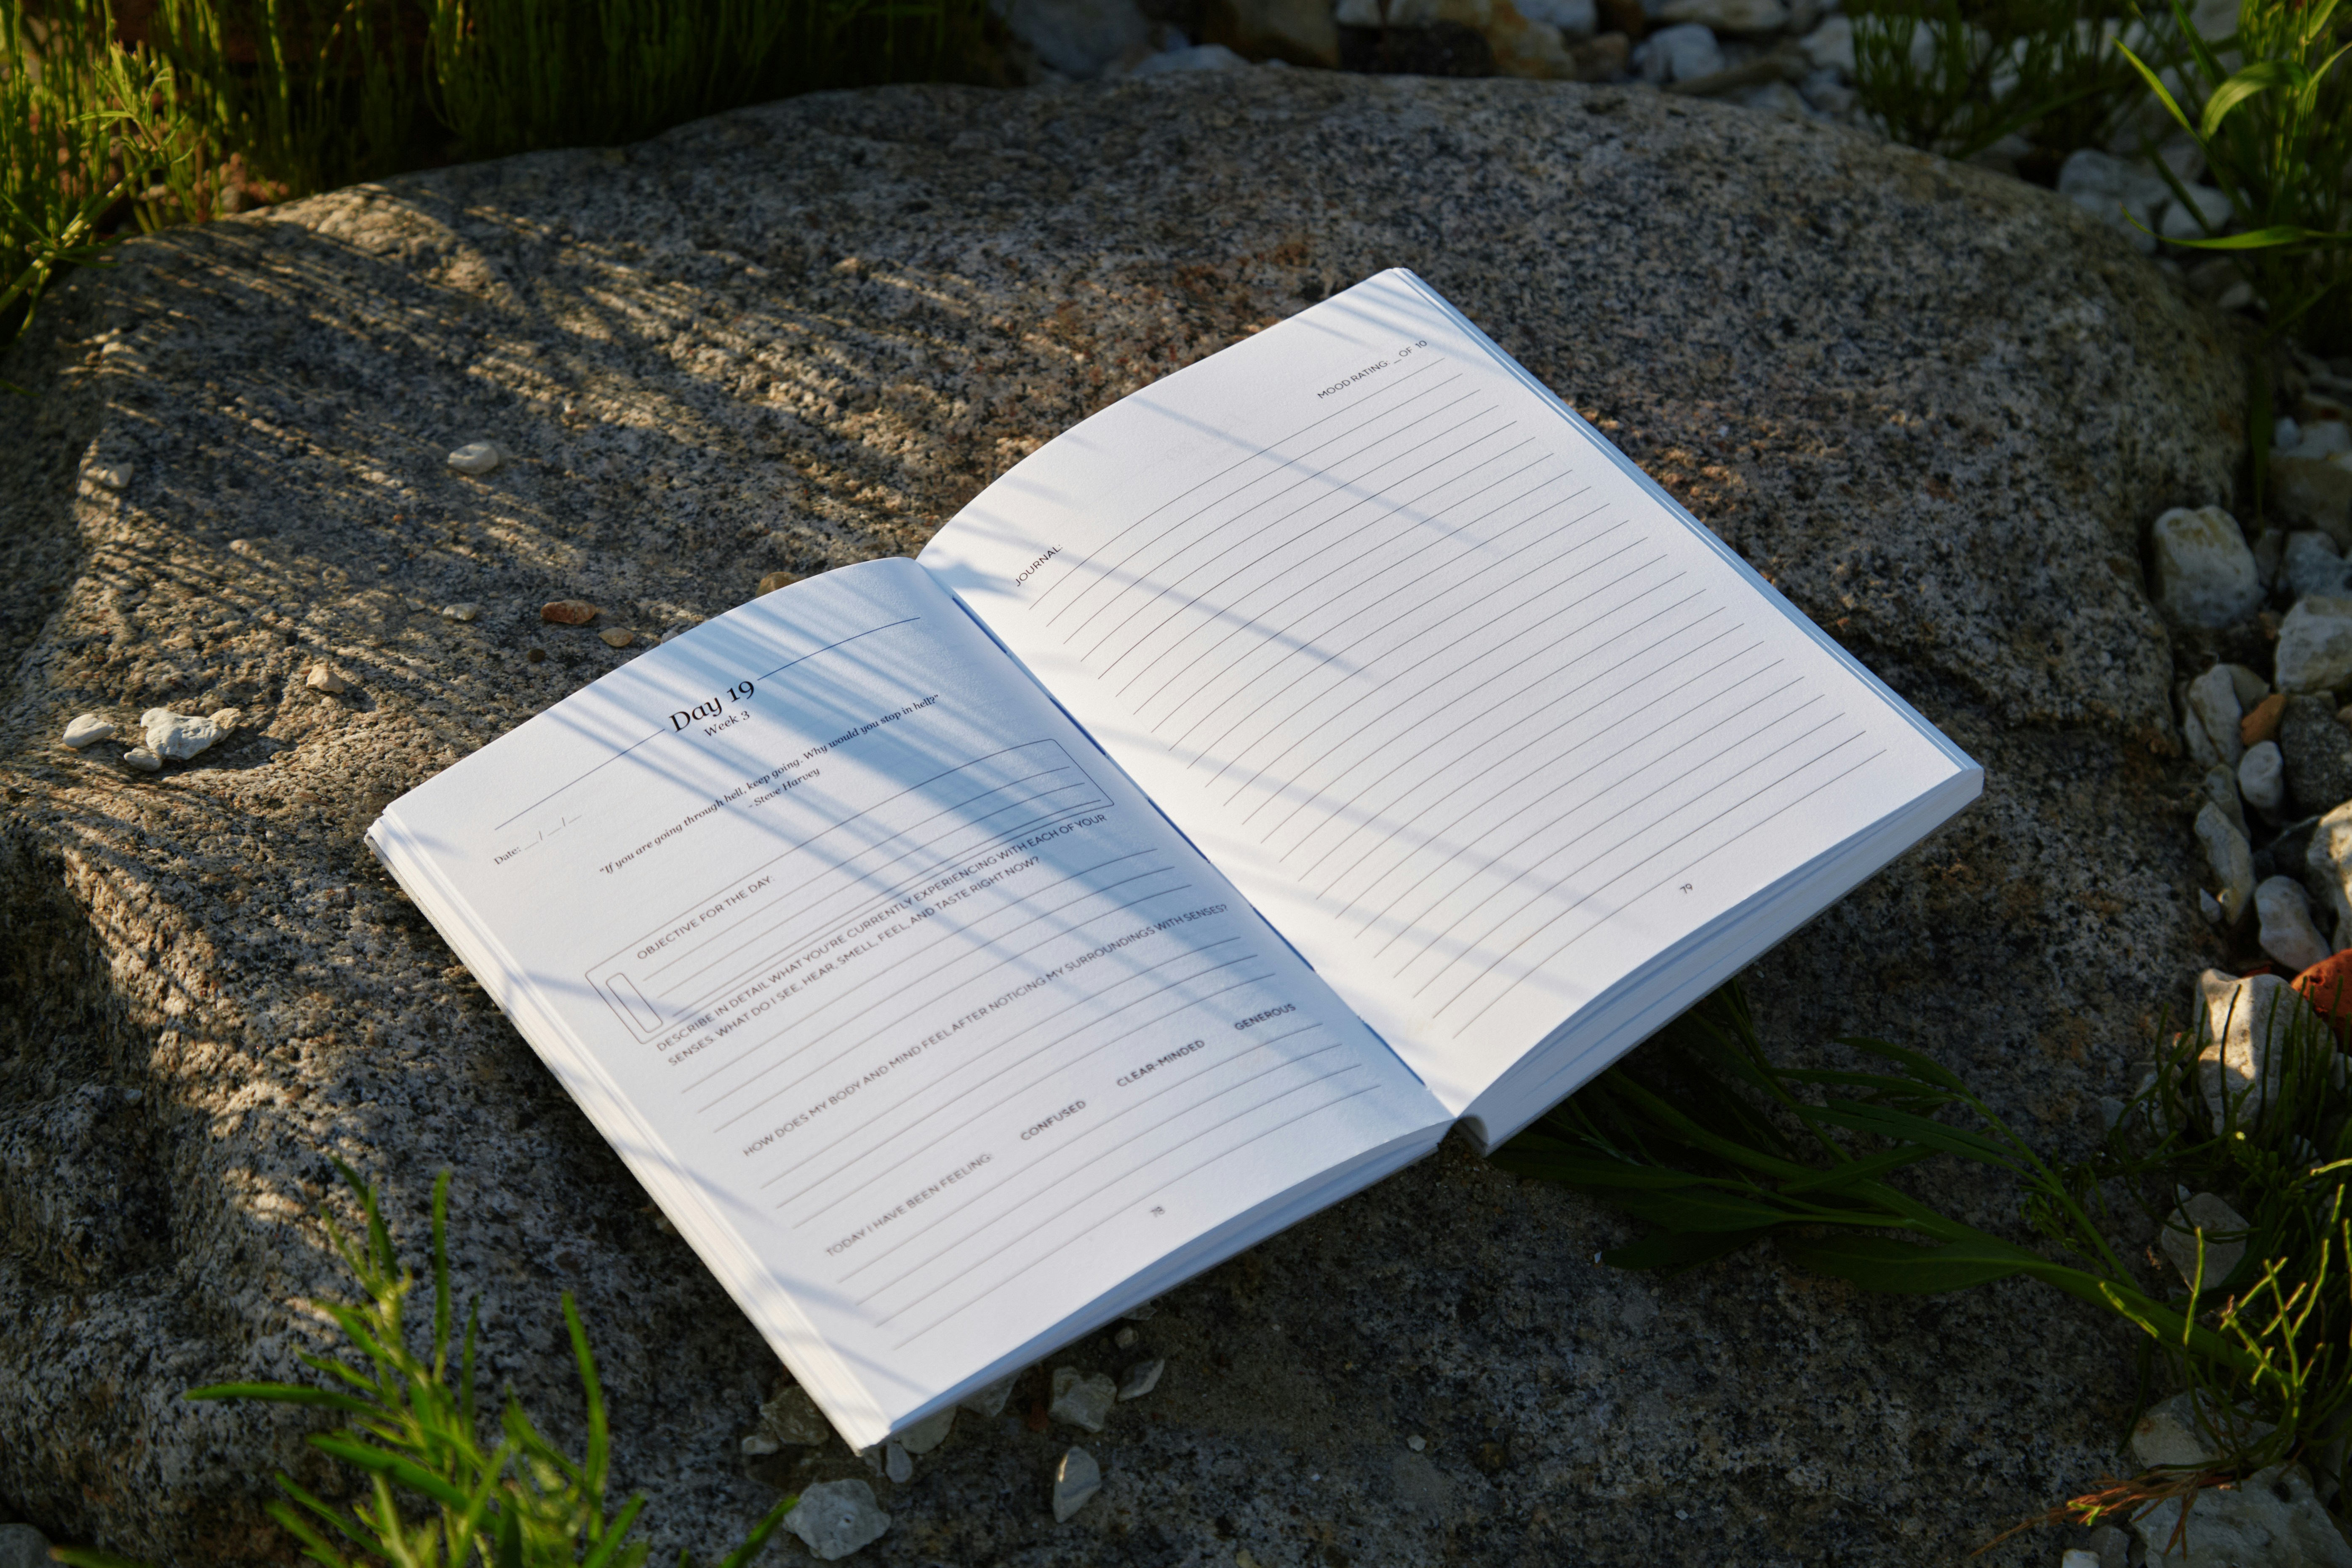 Day 19
Week 3
Date: __/__/__
"If you are going through hell, keep going. Why would you stop in hell?"
- Steve Harvey
OBJECTIVE FOR THE DAY:
DESCRIBE IN DETAIL WHAT YOU'RE CURRENTLY EXPERIENCING WITH EACH OF YOUR
SENSES. WHAT DO I SEE, HEAR, SMELL, FEEL, AND TASTE RIGHT NOW?
HOW DOES MY BODY AND MIND FEEL AFTER NOTICING MY SURROUNDINGS WITH SENSES?
TODAY I HAVE BEEN FEELING: CONFUSED CLEAR-MINDED GENEROUS
78
MOOD RATING: _OF 10
JOURNAL:
79